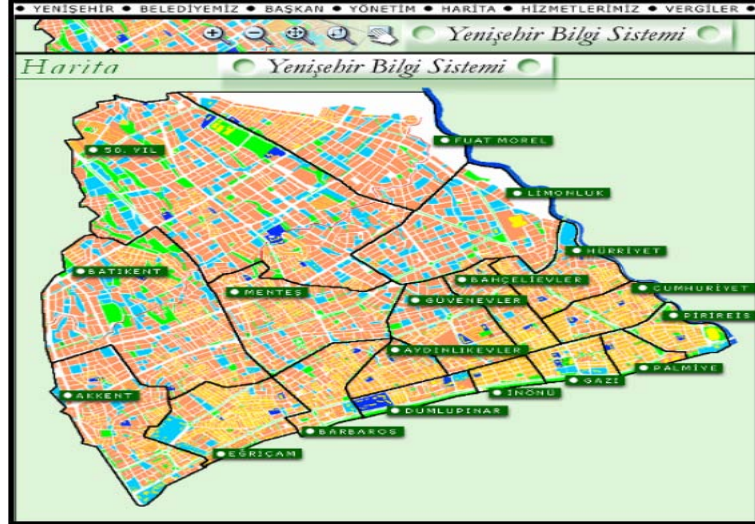 • YENİŞEHİR • BELEDİYEMİZ • BAŞKAN • YÖNETİM • HARİTA • HİZMETLERİMİZ • VERGİLER •
Yenişehir Bilgi Sistemi
Harita
Yenişehir Bilgi Sistemi
FUAT MOREL
50. YIL
LİMONLUK
HÜRRİYET
BATIKENT
BAHÇELİEVLER
CUMHURİYET
MENTEŞ
GÜVENEVLER
PİRİREİS
AYDINLIKEVLER
PALMİYE
GAZİ
İNÖNÜ
AKKENT
DUMLUPINAR
BARBAROS
EĞRİÇAM